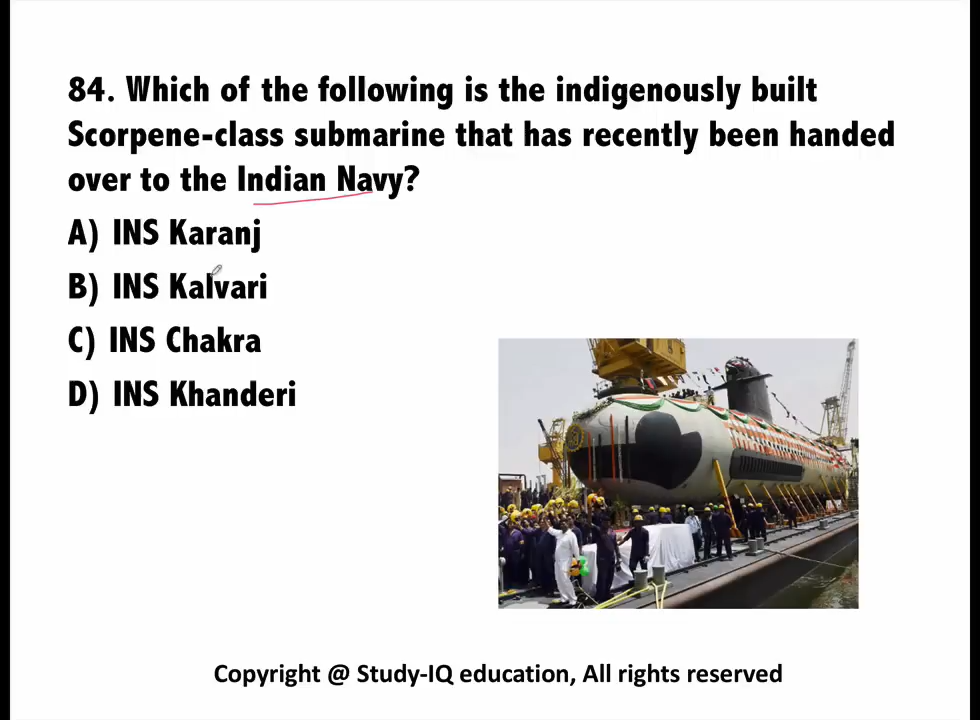 84. Which of the following is the indigenously built
Scorpene-class submarine that has recently been handed
over to the Indian Navy?
A) INS Karanj
B) INS Kalvari
C) INS Chakra
D) INS Khanderi
Copyright @ Study-IQ education, All rights reserved